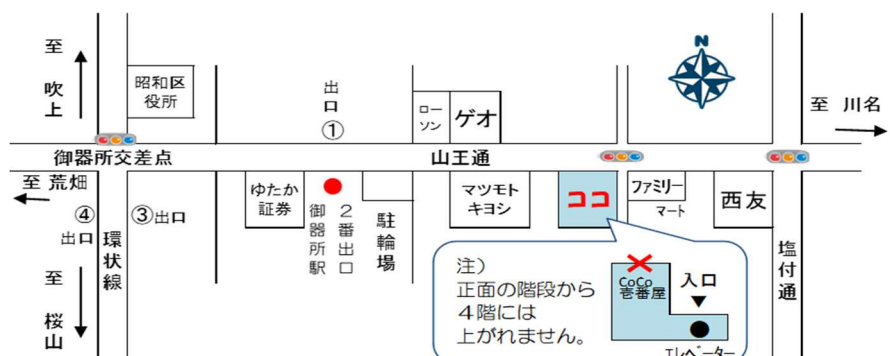 至
吹上
昭和区
役所
出口
①
ロー
ソン
ゲオ
N
至 川名
御器所交差点
山王通
至 荒畑
④
出口
③出口
環状線
ゆたか
証券
御器所駅
2番出口
駐輪場
マツモト
キヨシ
ココ
ファミリー
マート
西友
塩付通
至
桜山
注)
正面の階段から
4階には
上がれません。
CoCo
壱番屋
入口
エレベーター